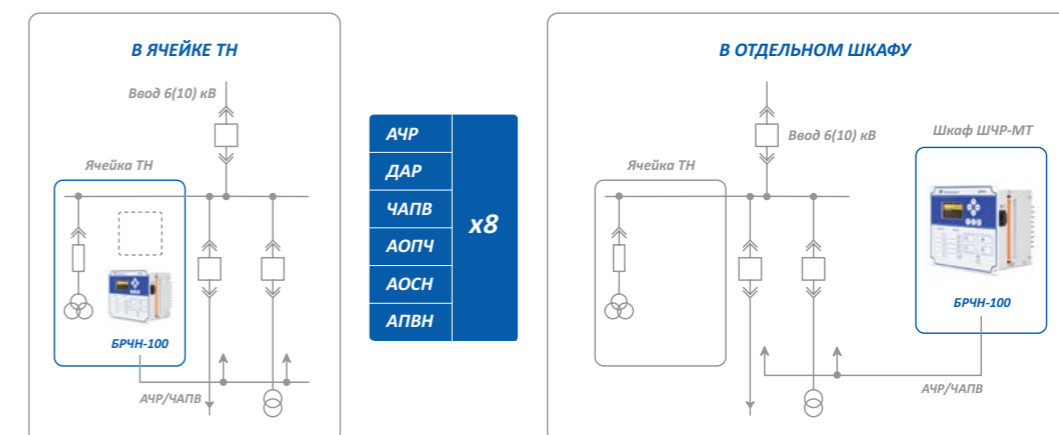 В ЯЧЕЙКЕ ТН
Ввод 6(10) кВ
Ячейка ТН
БРЧН-100
АЧР/ЧАПВ
АЧР
ДАР
ЧАПВ
АОПЧ
АОСН
АПВН
x8
В ОТДЕЛЬНОМ ШКАФУ
Ввод 6(10) кВ
Шкаф ШЧР-МТ
Ячейка ТН
БРЧН-100
АЧР/ЧАПВ